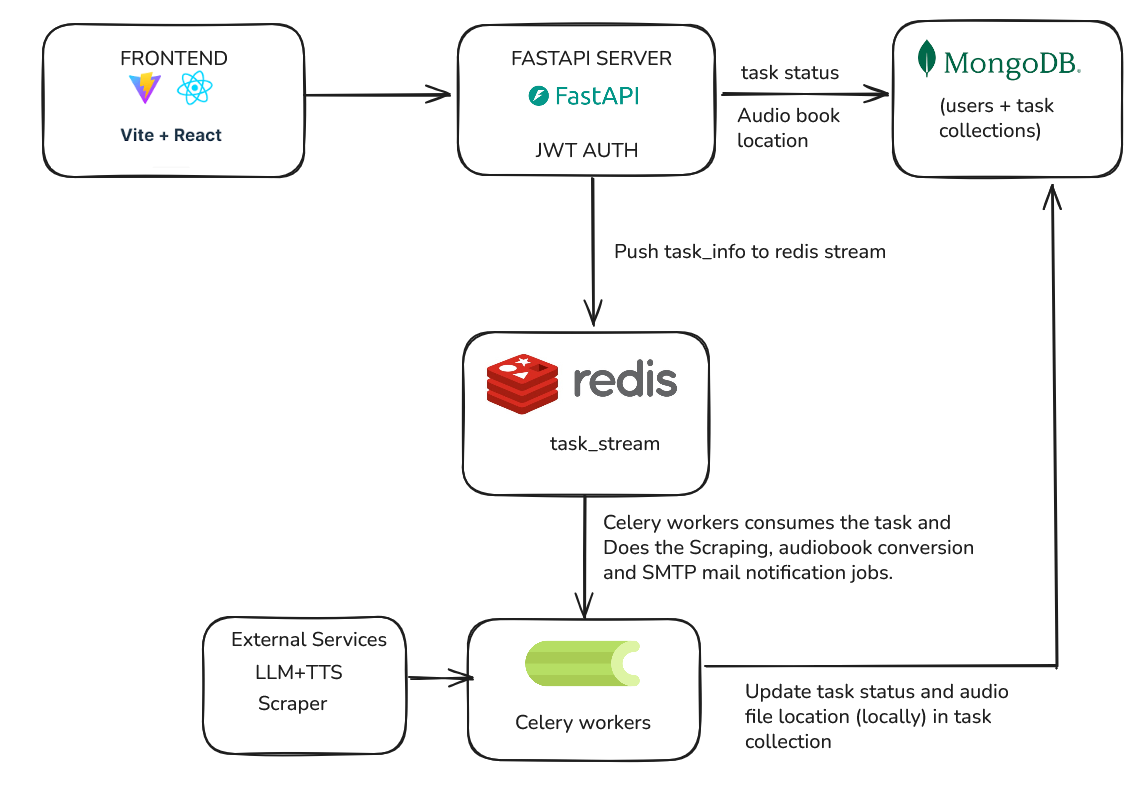 FRONTEND
Vite + React
FASTAPI SERVER
FastAPI
JWT AUTH
task status
Audio book
location
MongoDB.
(users + task
collections)
Push task_info to redis stream
redis
task_stream
Celery workers consumes the task and
Does the Scraping, audiobook conversion
and SMTP mail notification jobs.
External Services
LLM+TTS
Scraper
Celery workers
Update task status and audio
file location (locally) in task
collection